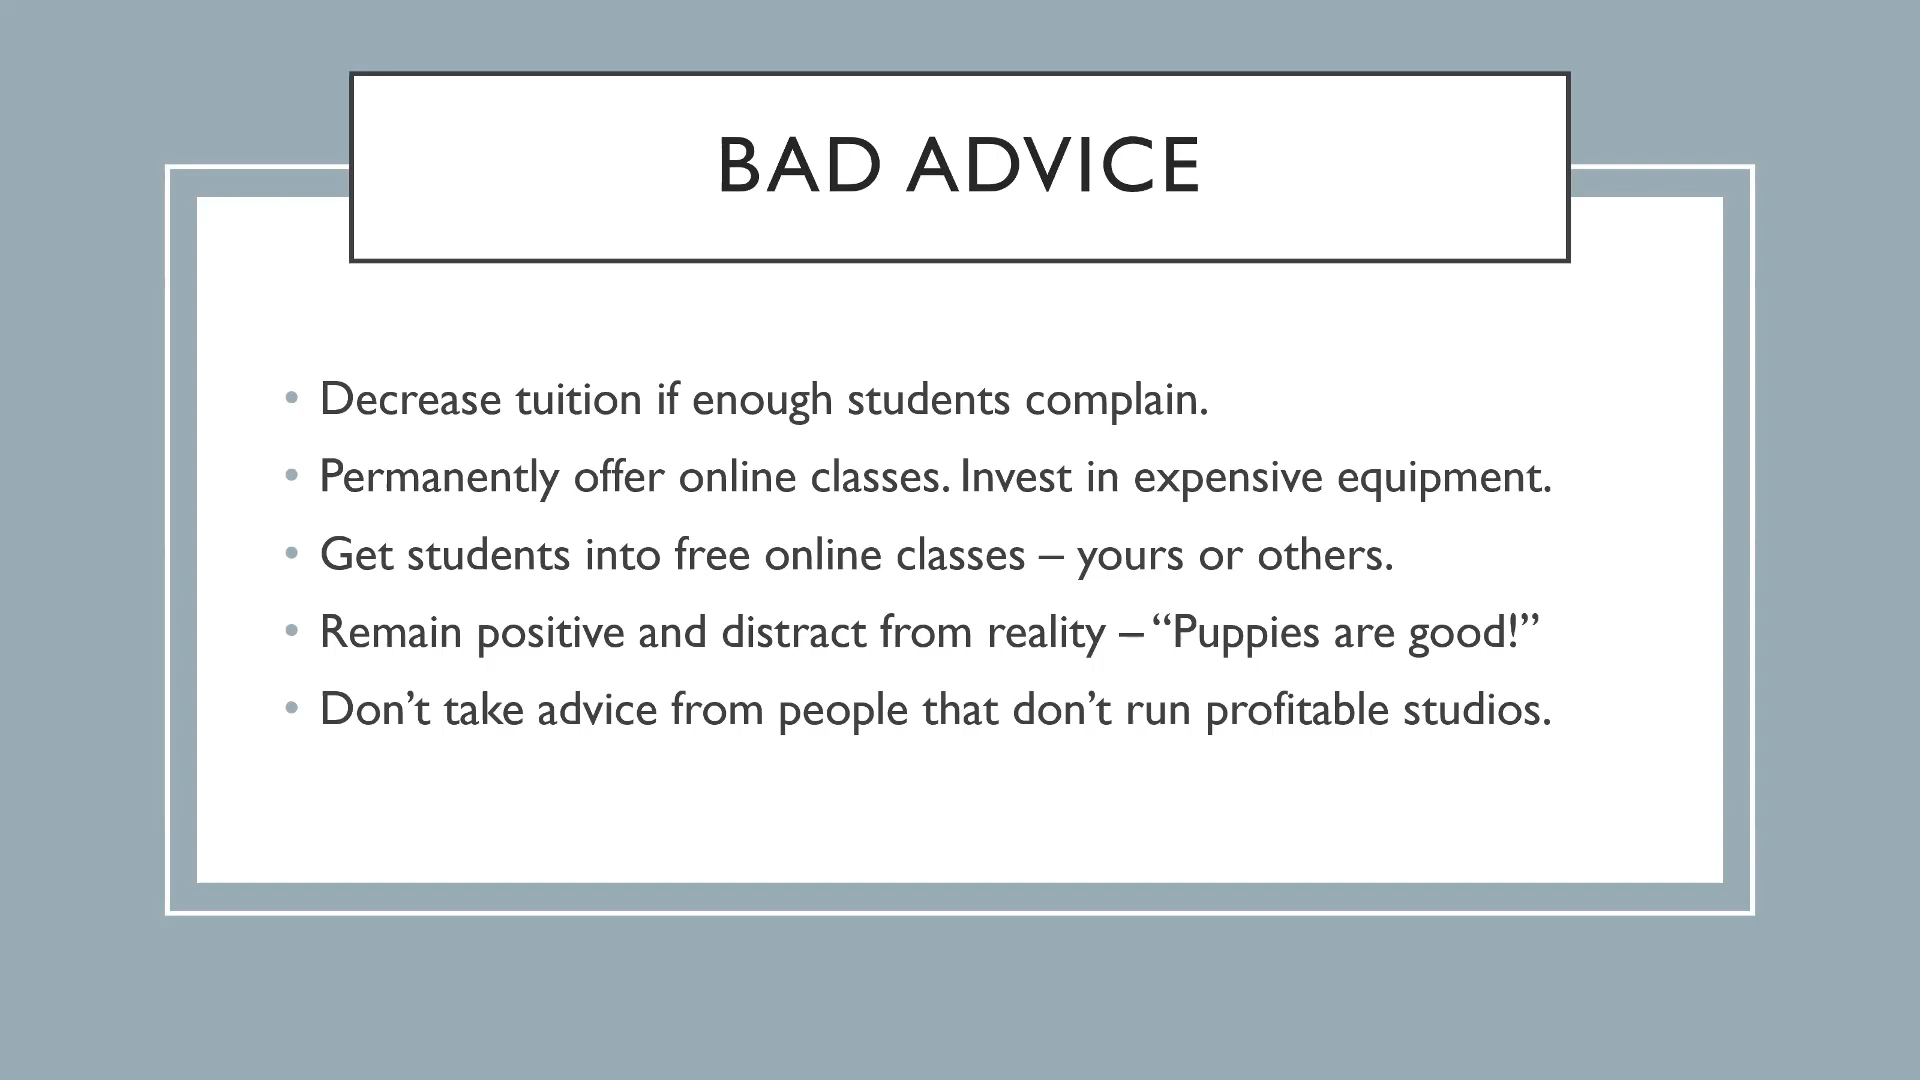 BAD ADVICE
• Decrease tuition if enough students complain.
• Permanently offer online classes. Invest in expensive equipment.
• Get students into free online classes – yours or others.
• Remain positive and distract from reality – “Puppies are good!”
• Don’t take advice from people that don’t run profitable studios.